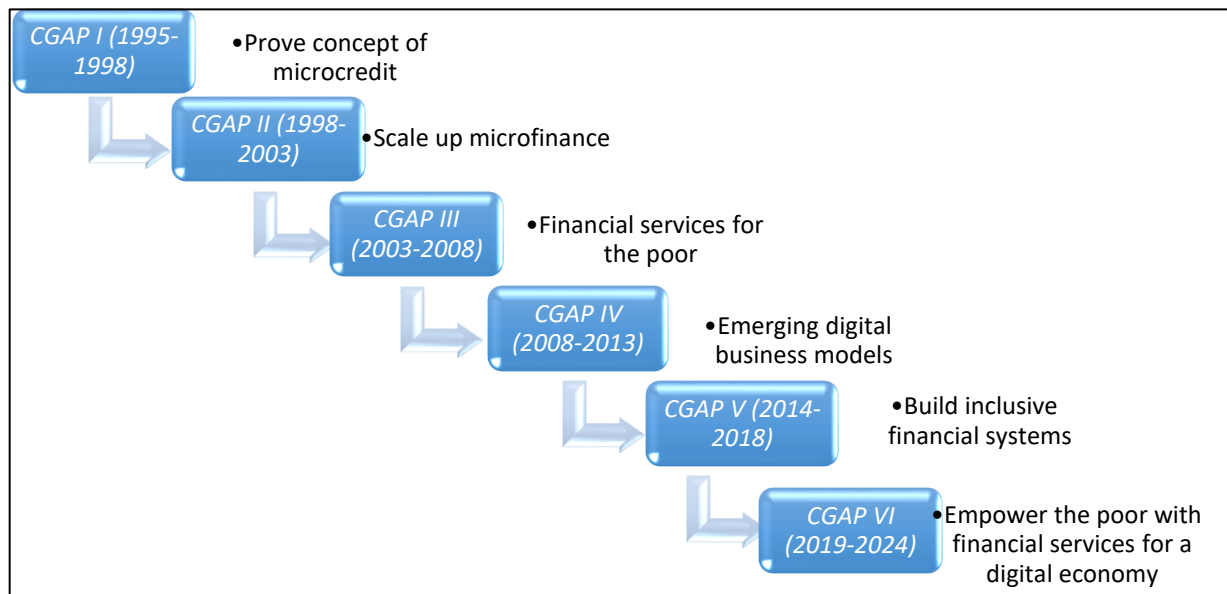 CGAP I (1995-
1998)
•Prove concept of
microcredit
CGAP II (1998-
2003)
•Scale up microfinance
CGAP III
(2003-2008)
•Financial services for
the poor
CGAP IV
(2008-2013)
•Emerging digital
business models
CGAP V (2014-
2018)
•Build inclusive
financial systems
CGAP VI
(2019-2024)
•Empower the poor with
financial services for a
digital economy